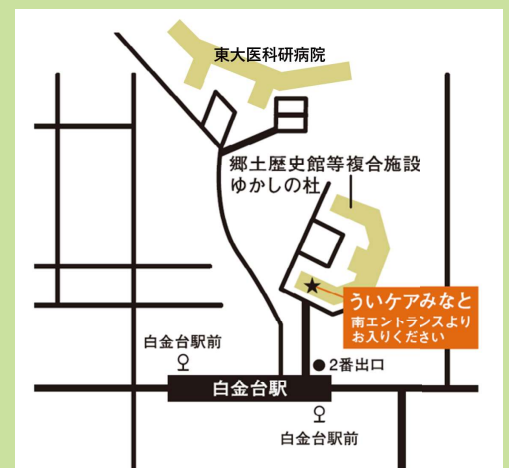 東大医科研病院
郷土歴史館等複合施設
ゆかしの杜
ういケアみなと
南エントランスより
お入りください
白金台駅前
2番出口
白金台駅
白金台駅前